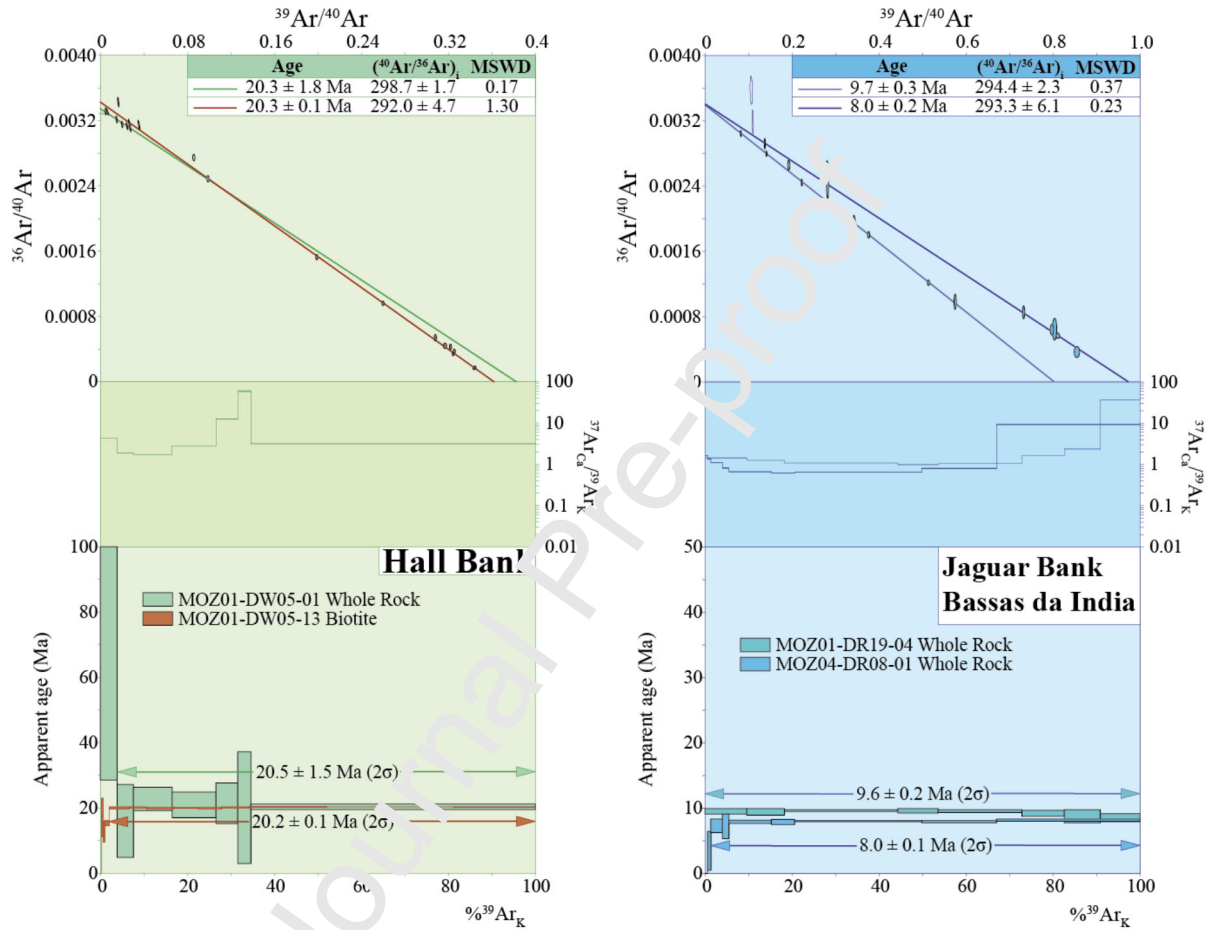 39Ar/40Ar
0 0.08 0.16 0.24 0.32 0.4
0.0040
0.0032
0.0024
0.0016
0.0008
0
36Ar/40Ar
Age (40Ar/36Ar)i MSWD
20.3 ± 1.8 Ma 298.7 ± 1.7 0.17
20.3 ± 0.1 Ma 292.0 ± 4.7 1.30
100
10
1
0.1
0.01
37ArCa/39ArK
Hall Bank
MOZ01-DW05-01 Whole Rock
MOZ01-DW05-13 Biotite
100
80
60
40
20
0
Apparent age (Ma)
20.5 ± 1.5 Ma (2σ)
20.2 ± 0.1 Ma (2σ)
0 20 40 60 80 100
%39ArK
39Ar/40Ar
0 0.2 0.4 0.6 0.8 1.0
0.0040
0.0032
0.0024
0.0016
0.0008
0
36Ar/40Ar
Age (40Ar/36Ar)i MSWD
9.7 ± 0.3 Ma 294.4 ± 2.3 0.37
8.0 ± 0.2 Ma 293.3 ± 6.1 0.23
100
10
1
0.1
0.01
37ArCa/39ArK
Jaguar Bank
Bassas da India
MOZ01-DR19-04 Whole Rock
MOZ04-DR08-01 Whole Rock
50
40
30
20
10
0
Apparent age (Ma)
9.6 ± 0.2 Ma (2σ)
8.0 ± 0.1 Ma (2σ)
0 20 40 60 80 100
%39ArK
Journal Pre-proof